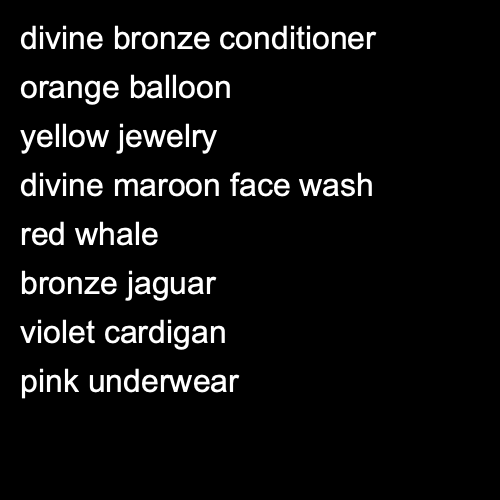 divine bronze conditioner
orange balloon
yellow jewelry
divine maroon face wash
red whale
bronze jaguar
violet cardigan
pink underwear